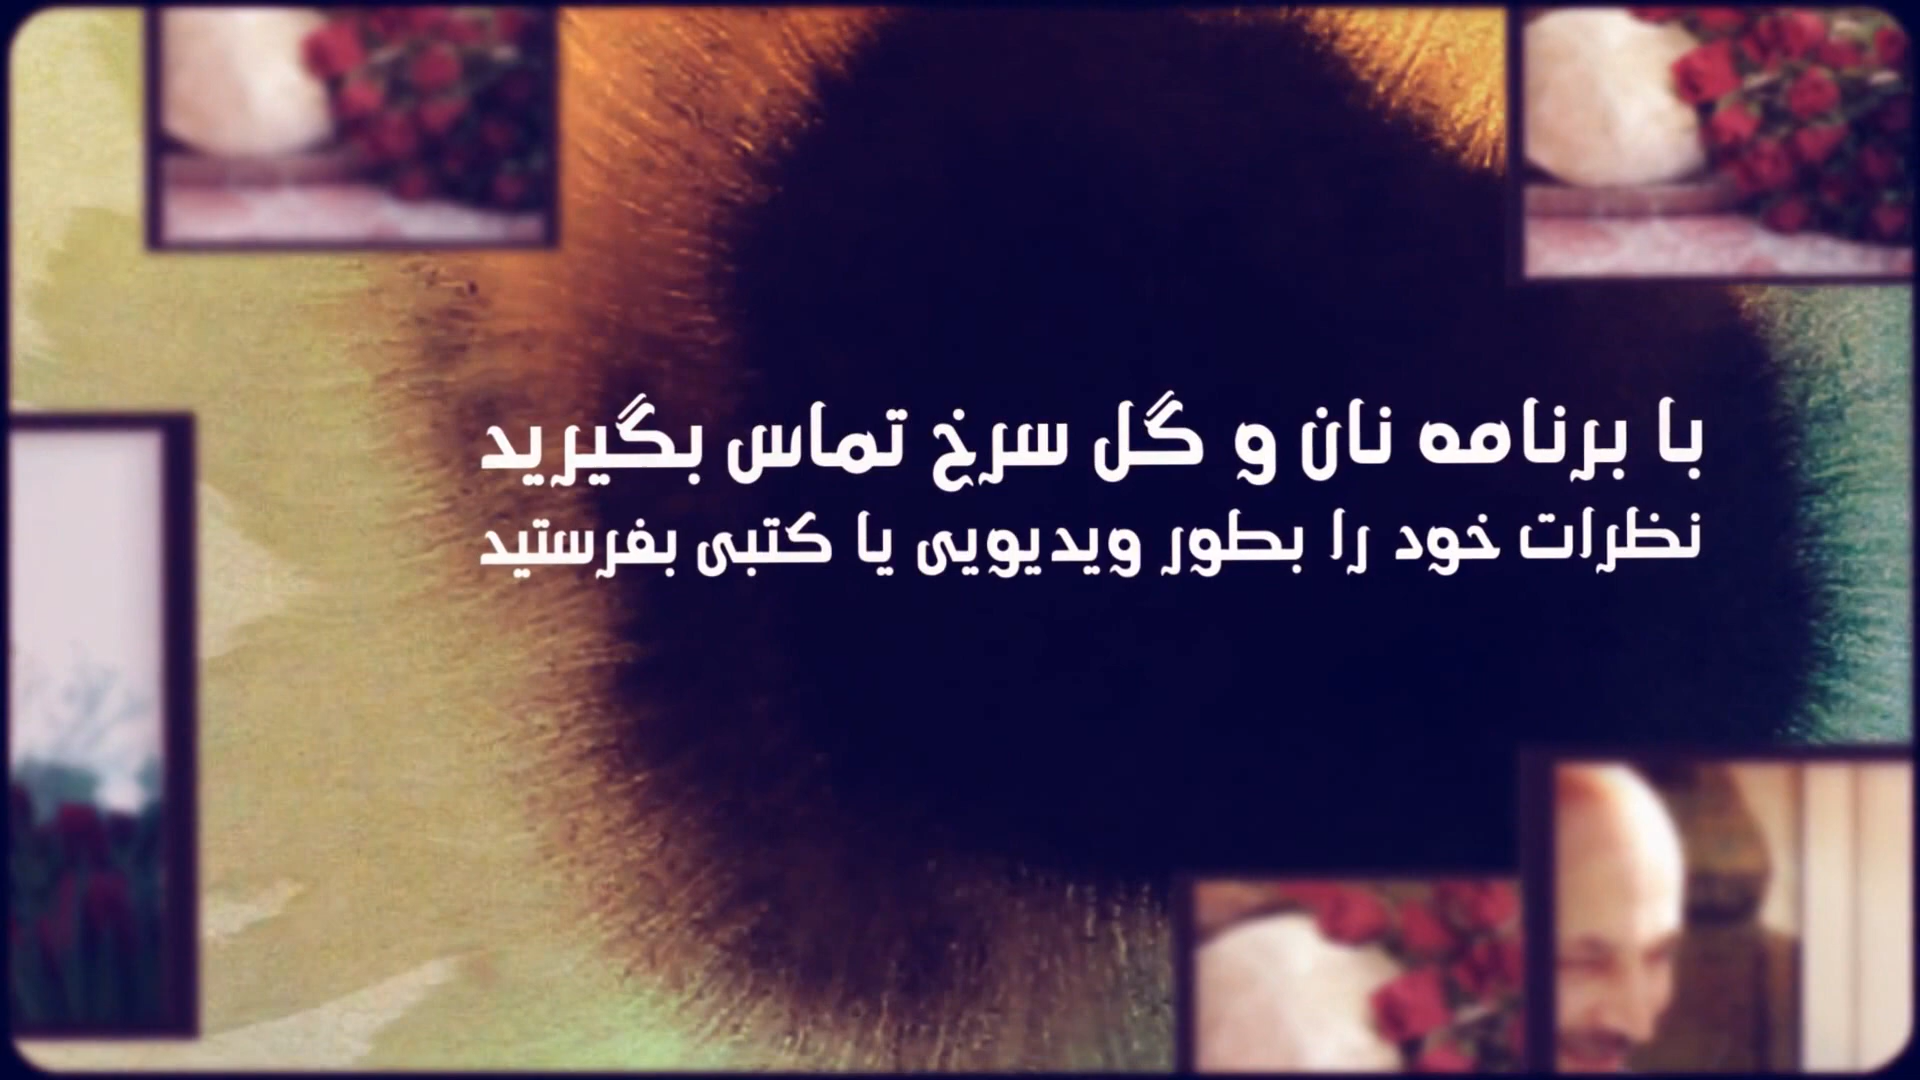 با برنامه نان و گل سرخ تماس بگیرید
نظرات خود را بطور ویدیویی یا کتبی بفرستید